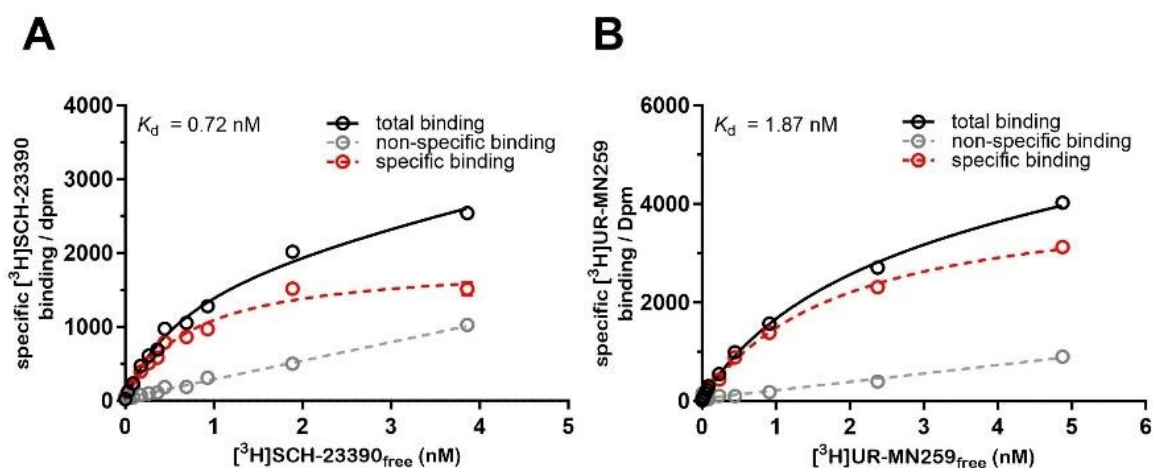 A
4000
3000
2000
1000
0
specific [³H]SCH-23390
binding / dpm
K_d = 0.72 nM
total binding
non-specific binding
specific binding
0 1 2 3 4 5
[³H]SCH-23390free (nM)
B
6000
4000
2000
0
specific [³H]UR-MN259
binding / Dpm
K_d = 1.87 nM
total binding
non-specific binding
specific binding
0 1 2 3 4 5 6
[³H]UR-MN259free (nM)